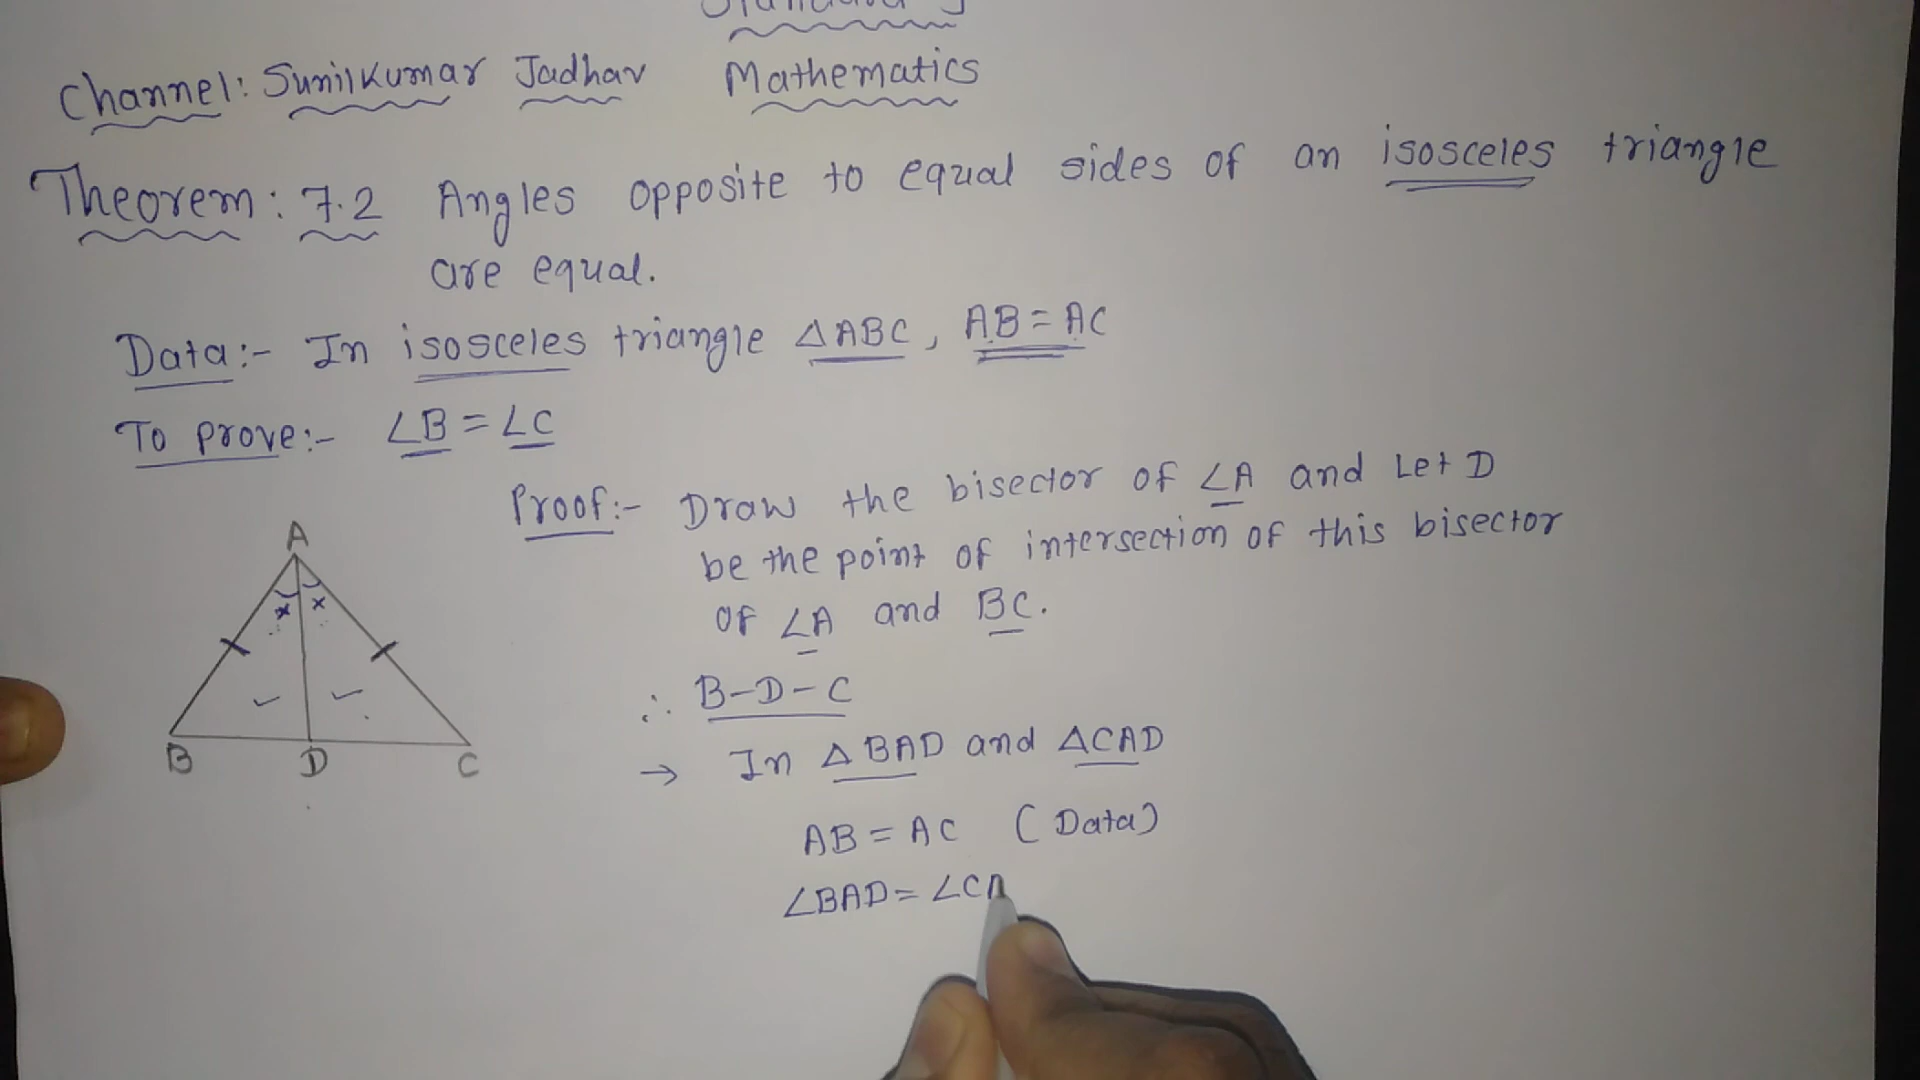 Channel: Sunilkumar Jadhav Mathematics
Theorem: 7.2 Angles opposite to equal sides of an isosceles triangle
are equal.
Data:- In isosceles triangle △ABC, AB=AC
To prove:- ∠B=∠C
Proof:- Draw the bisector of ∠A and Let D
be the point of intersection of this bisector
of ∠A and BC.
∴ B-D-C
→ In △BAD and △CAD
AB=AC (Data)
∠BAD=∠CA
A
x x
B D C